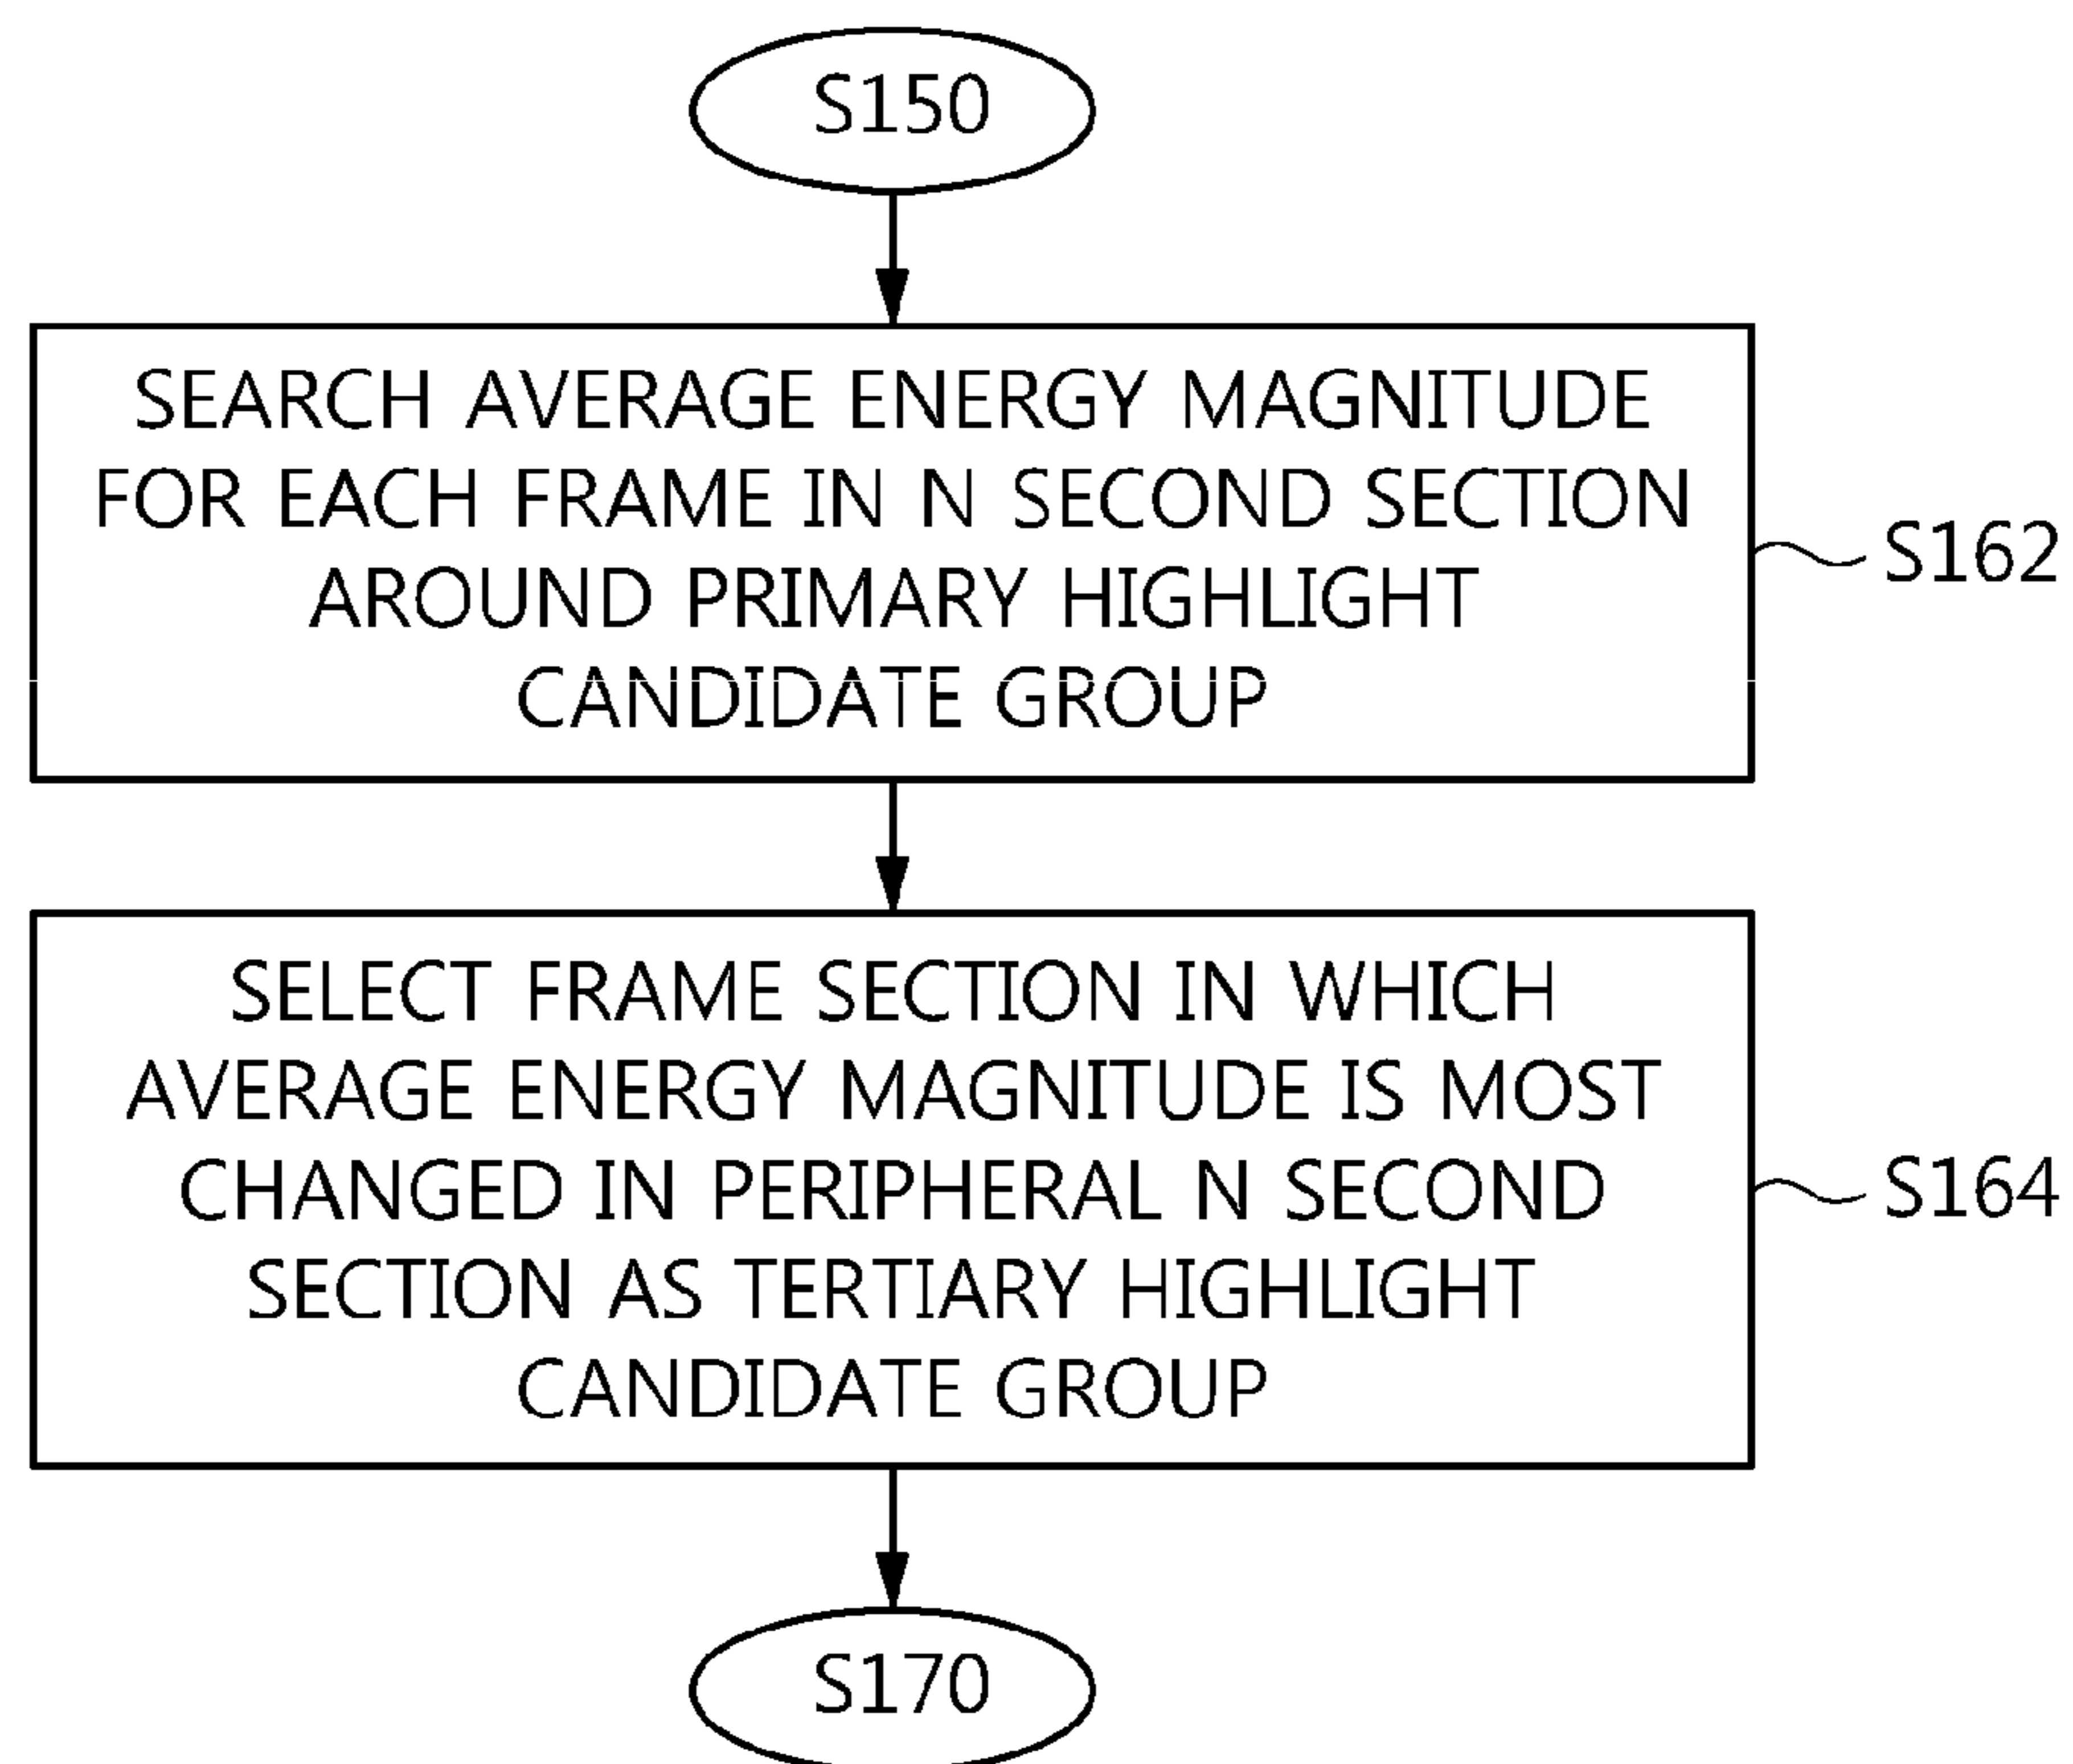 S150
SEARCH AVERAGE ENERGY MAGNITUDE
FOR EACH FRAME IN N SECOND SECTION
AROUND PRIMARY HIGHLIGHT
CANDIDATE GROUP
S162
SELECT FRAME SECTION IN WHICH
AVERAGE ENERGY MAGNITUDE IS MOST
CHANGED IN PERIPHERAL N SECOND
SECTION AS TERTIARY HIGHLIGHT
CANDIDATE GROUP
S164
S170